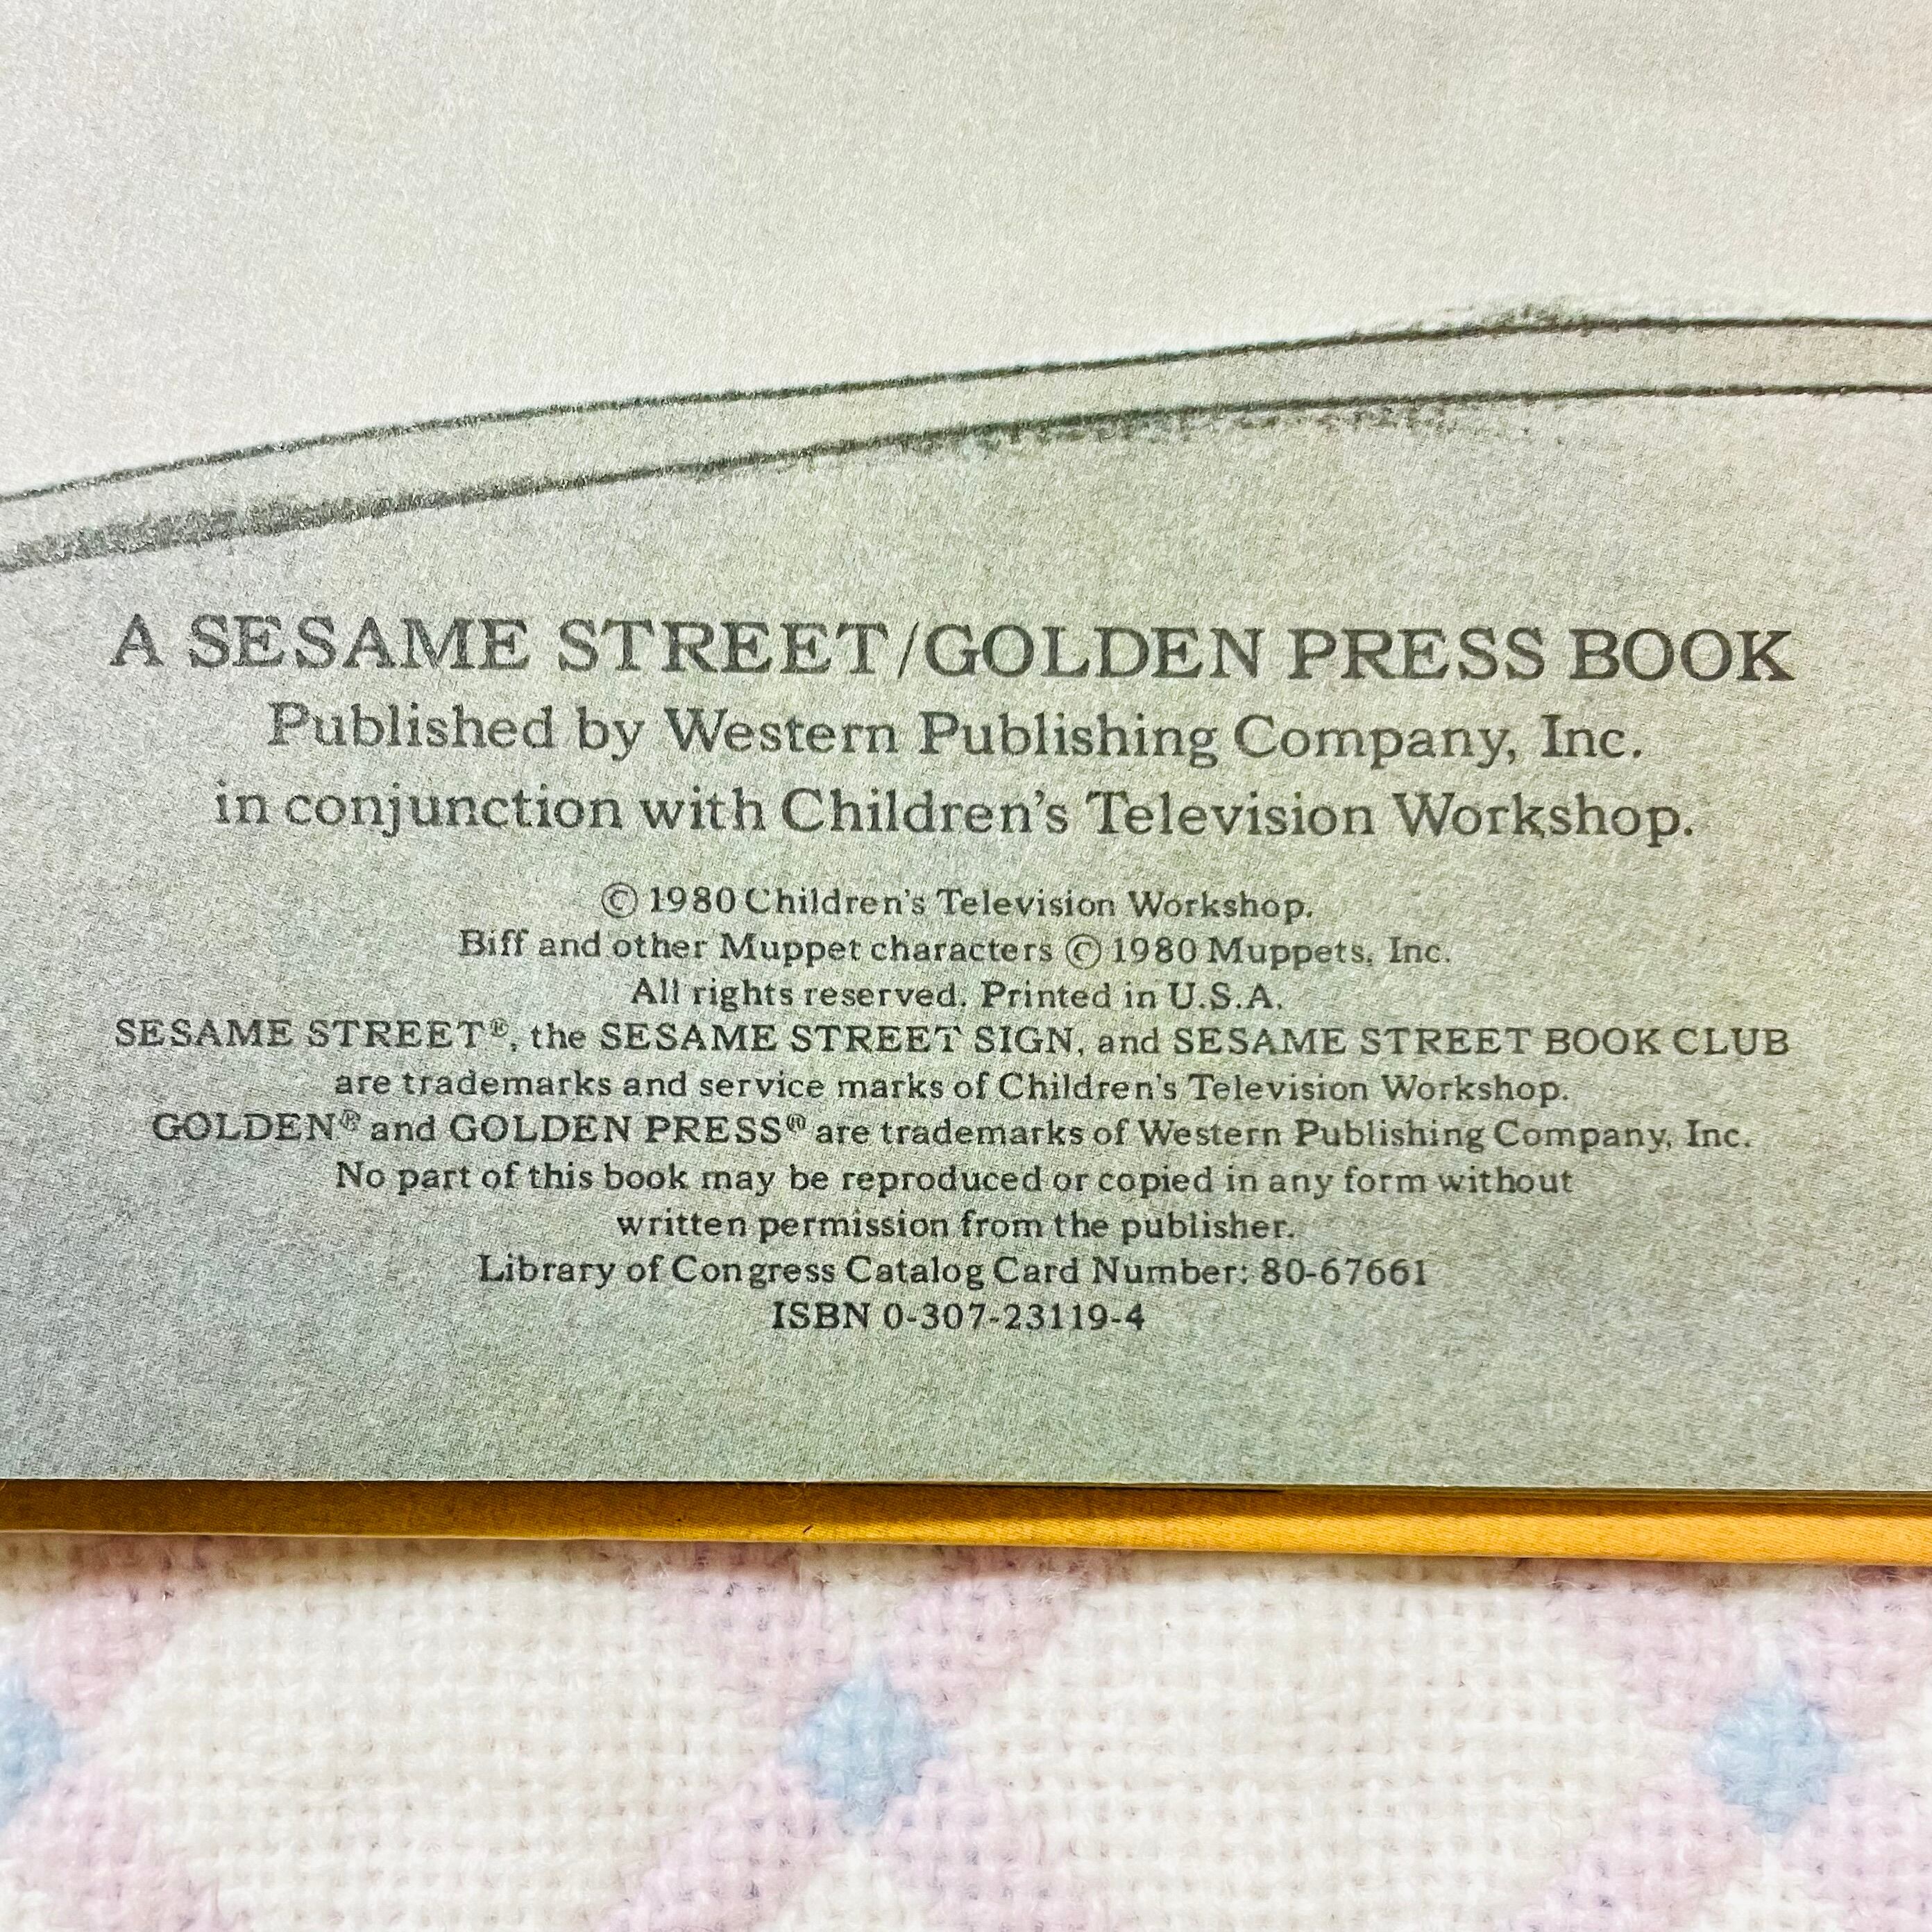 A SESAME STREET/GOLDEN PRESS BOOK
Published by Western Publishing Company, Inc.
in conjunction with Children's Television Workshop.
© 1980 Children's Television Workshop.
Biff and other Muppet characters © 1980 Muppets, Inc.
All rights reserved. Printed in U.S.A.
SESAME STREET®, the SESAME STREET SIGN, and SESAME STREET BOOK CLUB
are trademarks and service marks of Children's Television Workshop.
GOLDEN® and GOLDEN PRESS® are trademarks of Western Publishing Company, Inc.
No part of this book may be reproduced or copied in any form without
written permission from the publisher.
Library of Congress Catalog Card Number: 80-67661
ISBN 0-307-23119-4